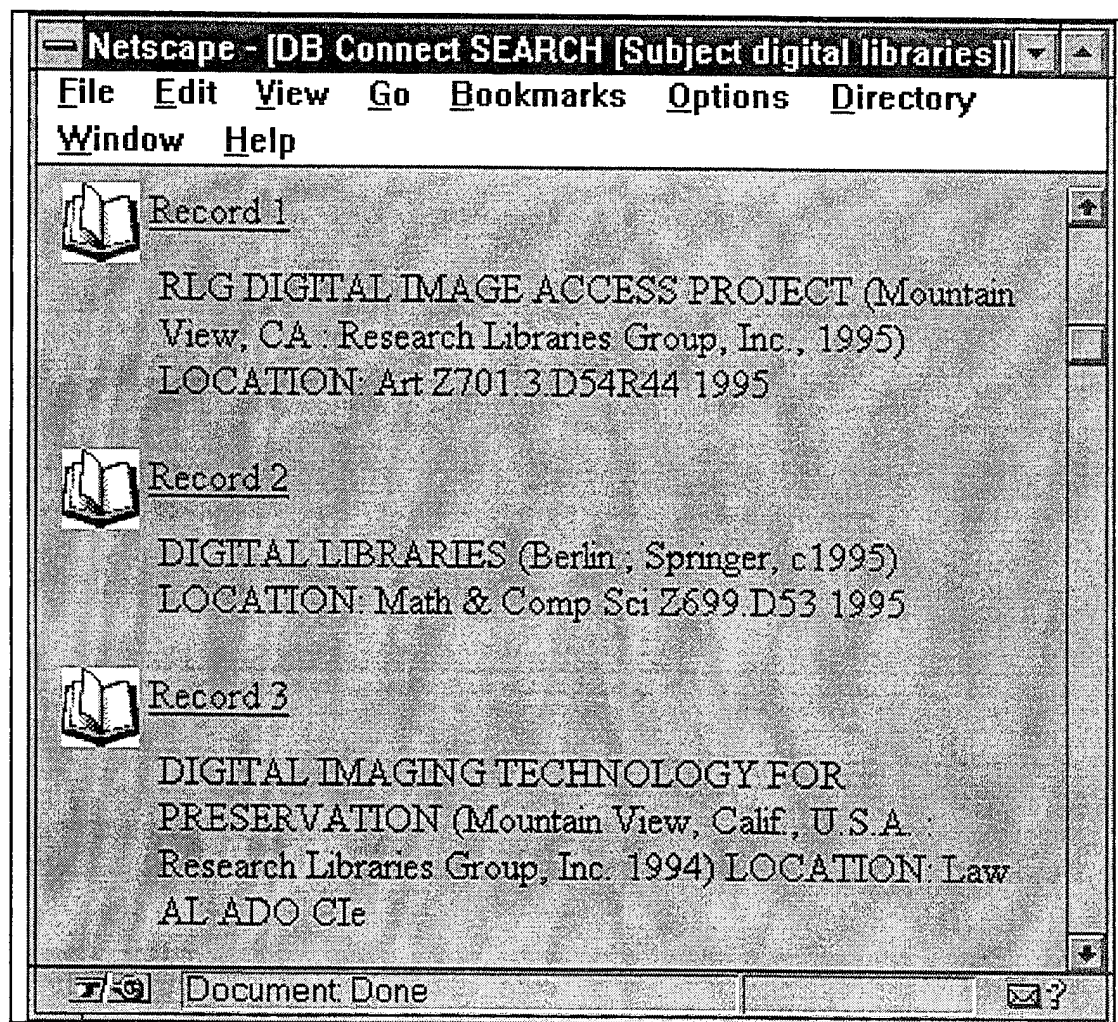 Netscape - [DB Connect SEARCH [Subject digital libraries]]
File Edit View Go Bookmarks Options Directory
Window Help
Record 1
RLG DIGITAL IMAGE ACCESS PROJECT (Mountain
View, CA : Research Libraries Group, Inc., 1995)
LOCATION: Art Z701.3.D54R44 1995
Record 2
DIGITAL LIBRARIES (Berlin ; Springer, c1995)
LOCATION: Math & Comp Sci Z699.D53 1995
Record 3
DIGITAL IMAGING TECHNOLOGY FOR
PRESERVATION (Mountain View, Calif., U.S.A. :
Research Libraries Group, Inc. 1994) LOCATION: Law
AL ADO CIe
Document: Done
?